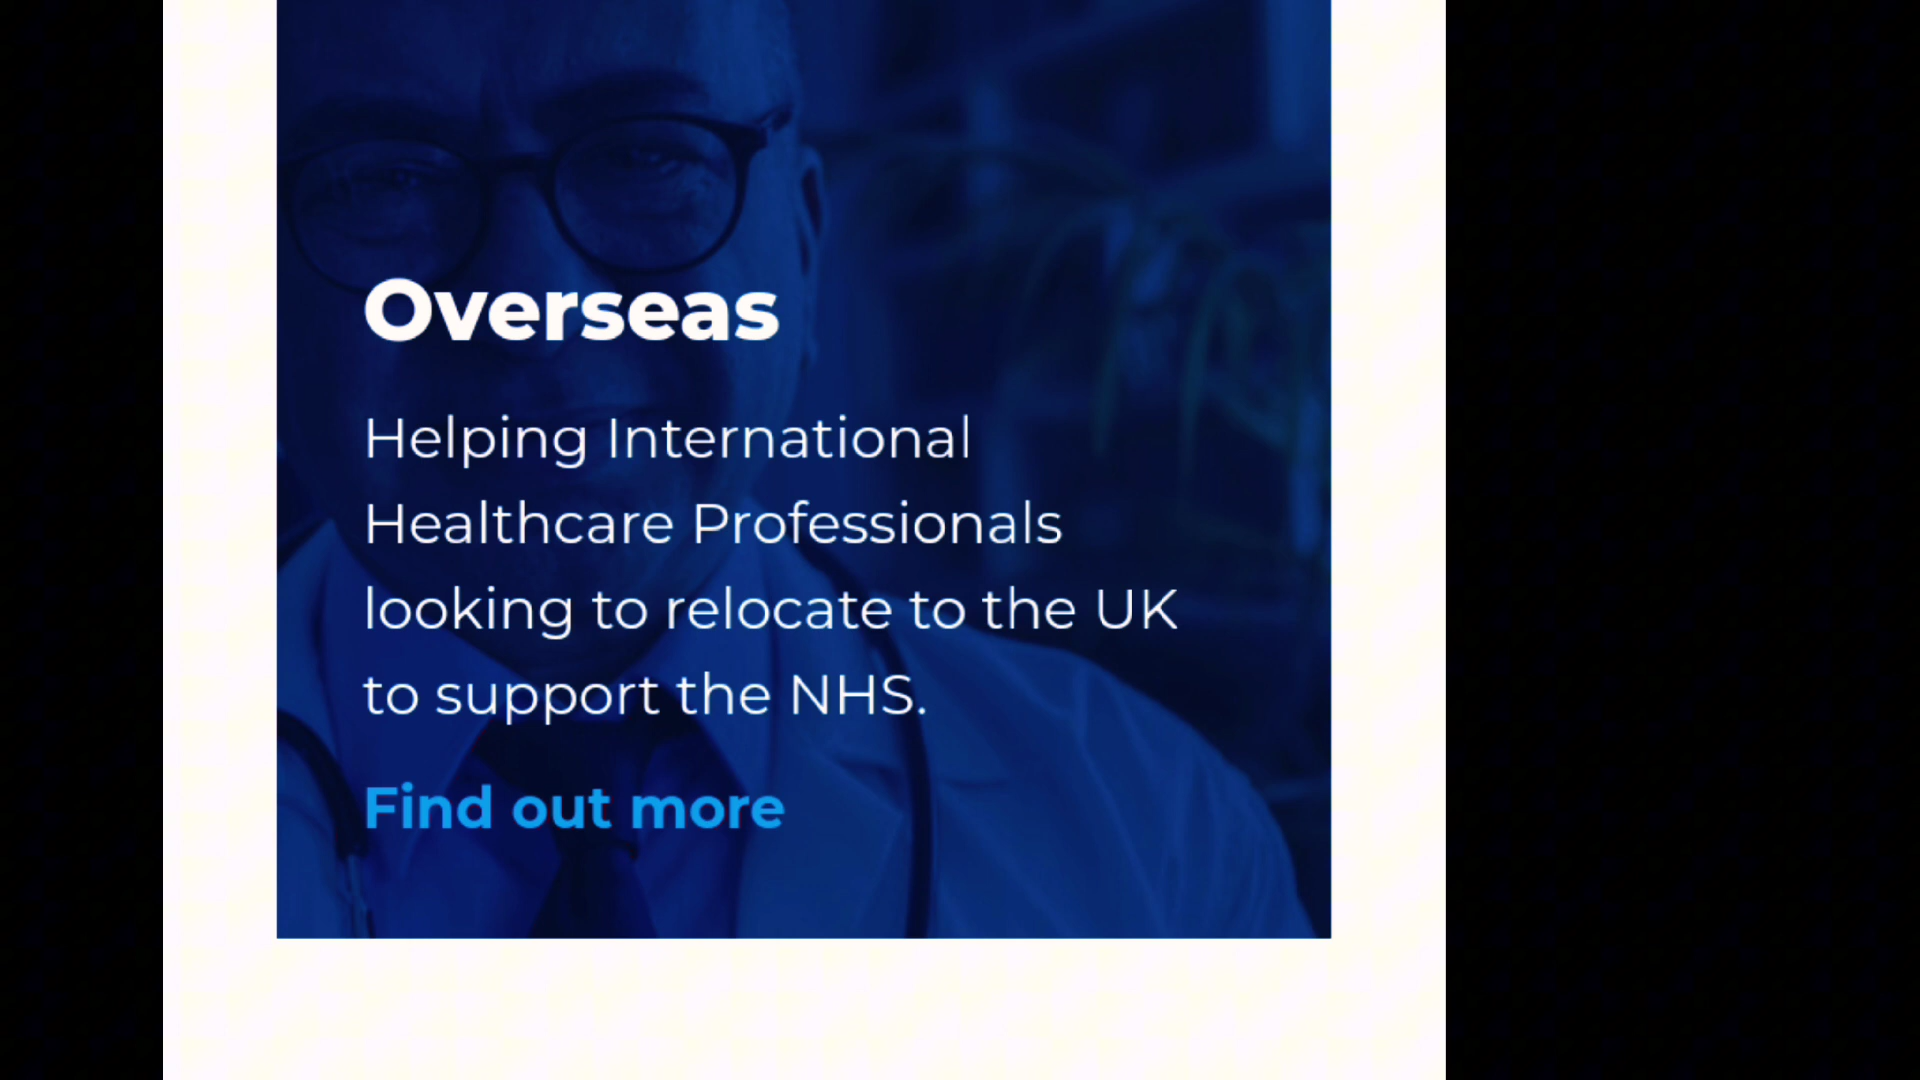 Overseas
Helping International
Healthcare Professionals
looking to relocate to the UK
to support the NHS.
Find out more